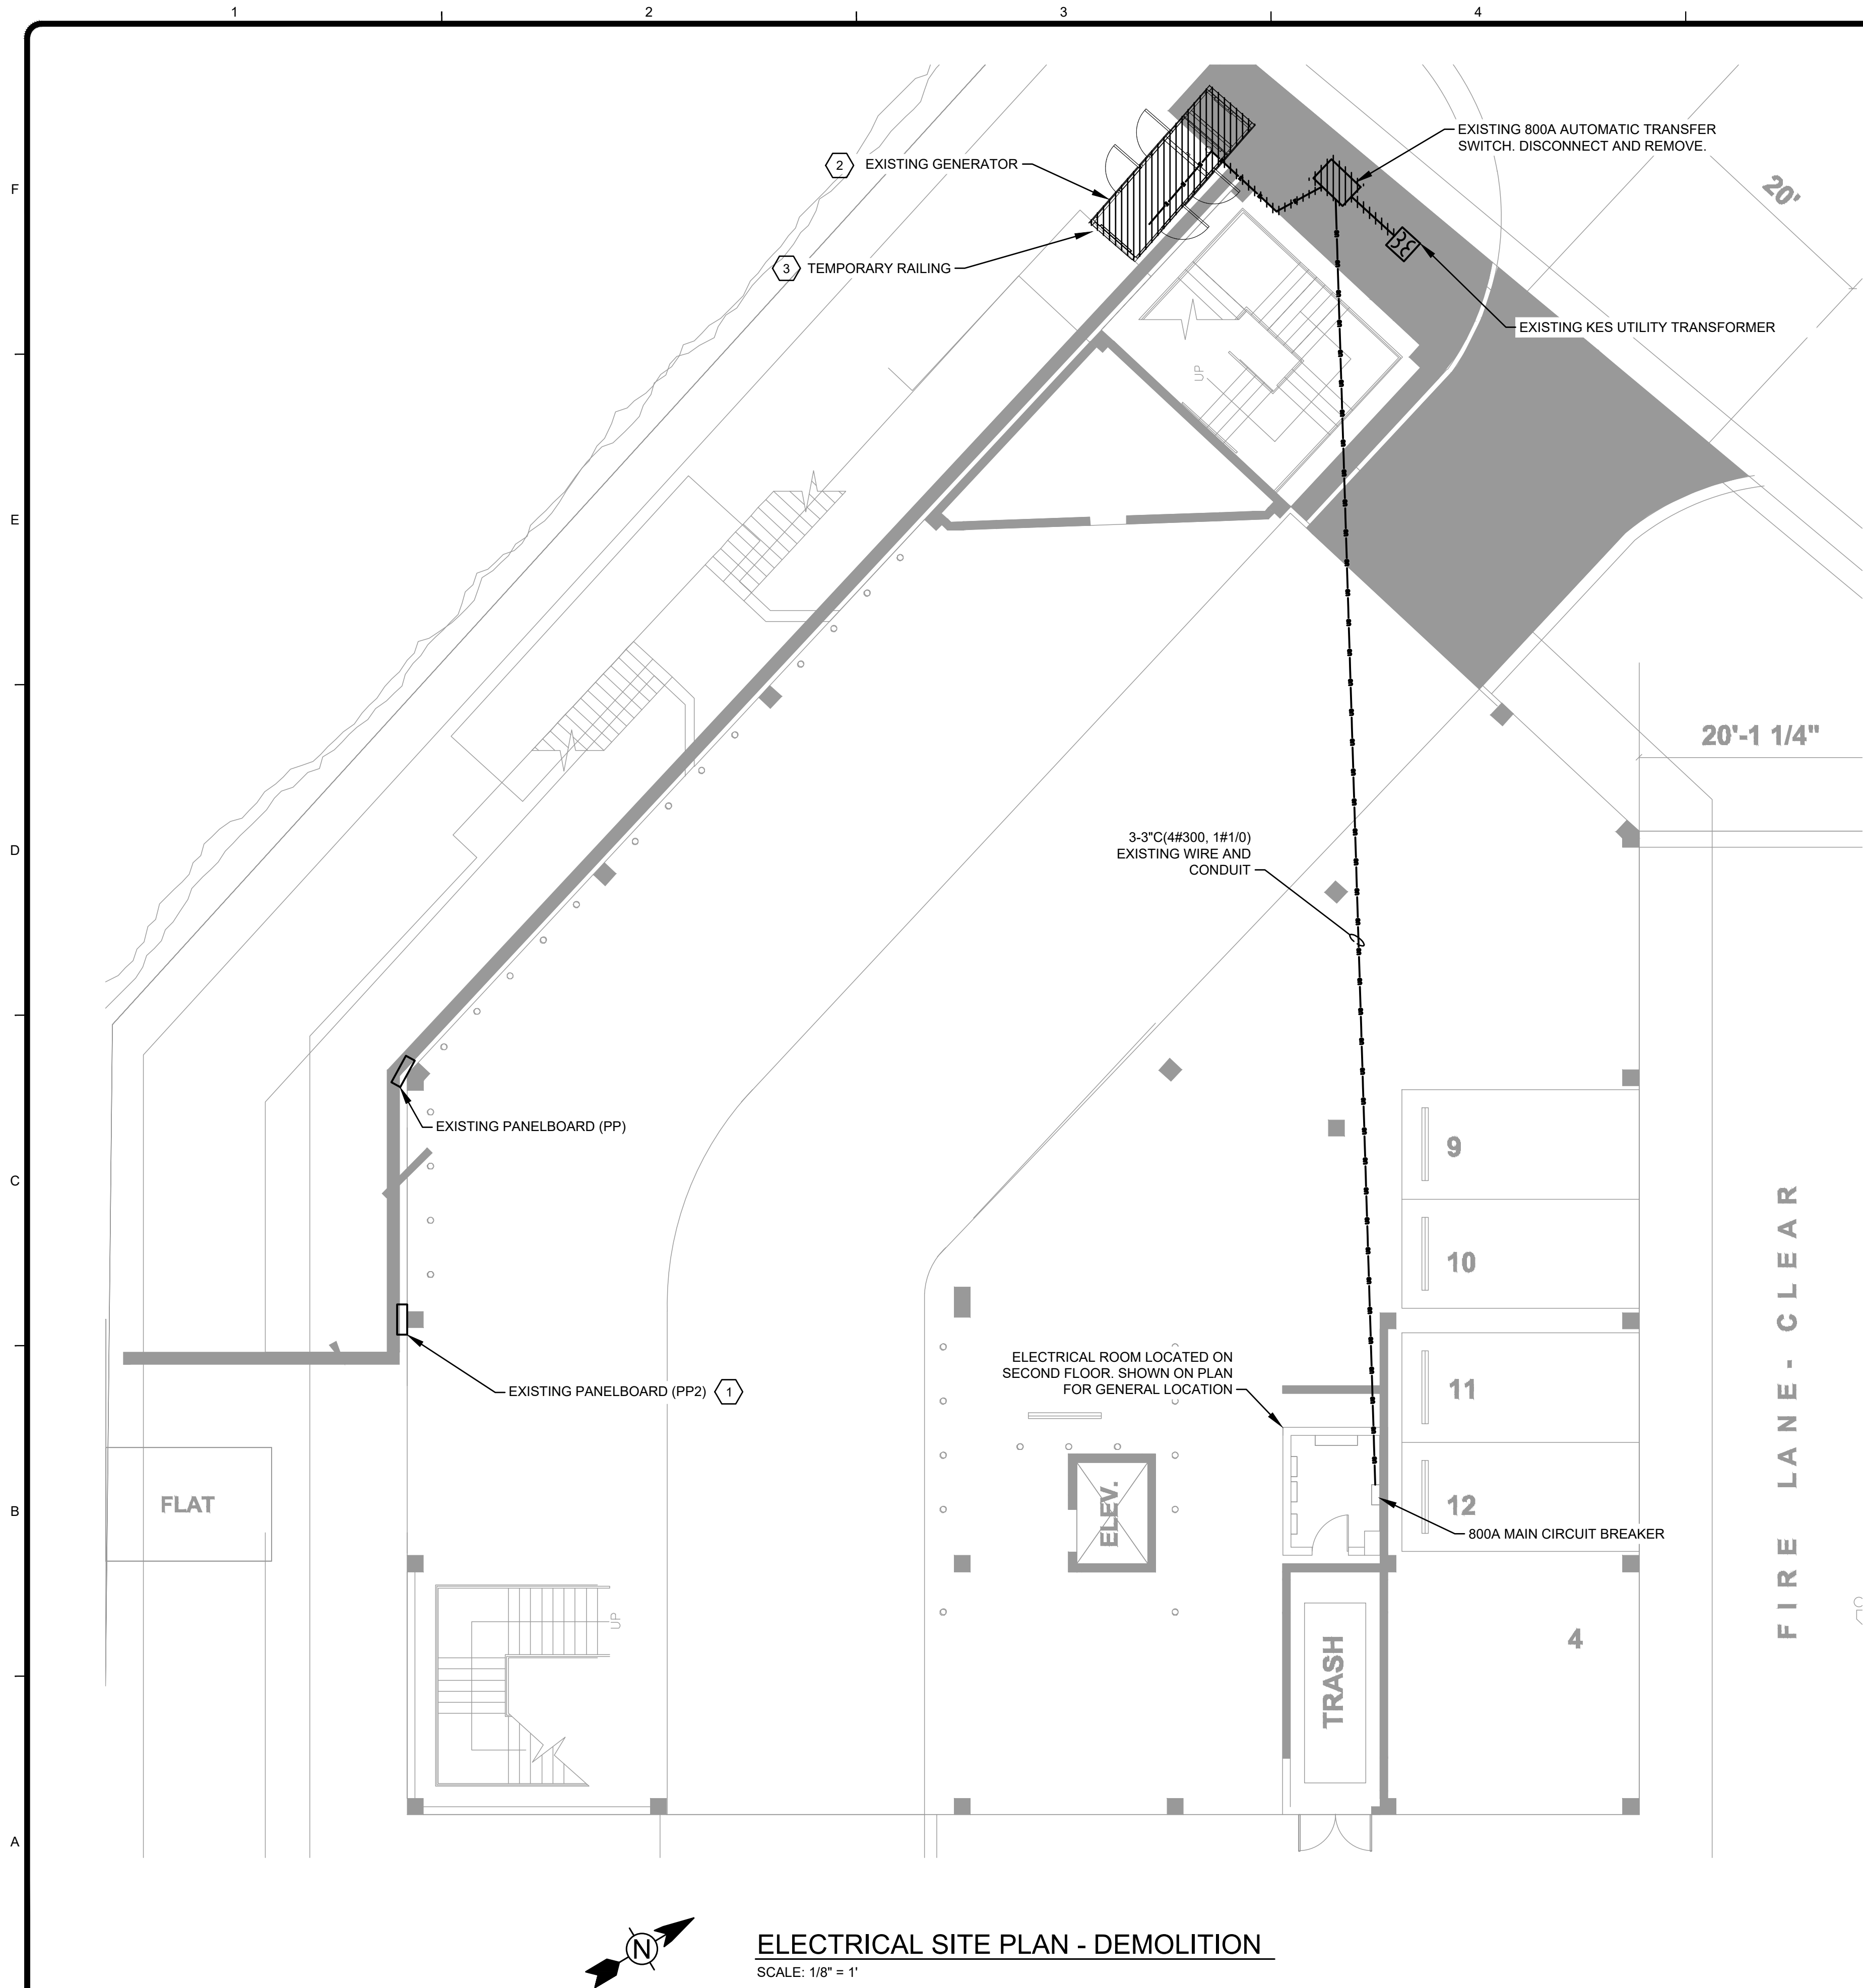 1
2
3
4
F
E
D
C
B
A
EXISTING 800A AUTOMATIC TRANSFER
SWITCH. DISCONNECT AND REMOVE.
2
EXISTING GENERATOR
20'
3
TEMPORARY RAILING
EXISTING KES UTILITY TRANSFORMER
UP
20'-1 1/4"
3-3"C(4#300, 1#1/0)
EXISTING WIRE AND
CONDUIT
EXISTING PANELBOARD (PP)
9
10
ELECTRICAL ROOM LOCATED ON
SECOND FLOOR. SHOWN ON PLAN
FOR GENERAL LOCATION
EXISTING PANELBOARD (PP2)
1
11
FLAT
ELEV.
12
800A MAIN CIRCUIT BREAKER
FIRE LANE - CLEAR
UP
4
TRASH
N
ELECTRICAL SITE PLAN - DEMOLITION
SCALE: 1/8" = 1'